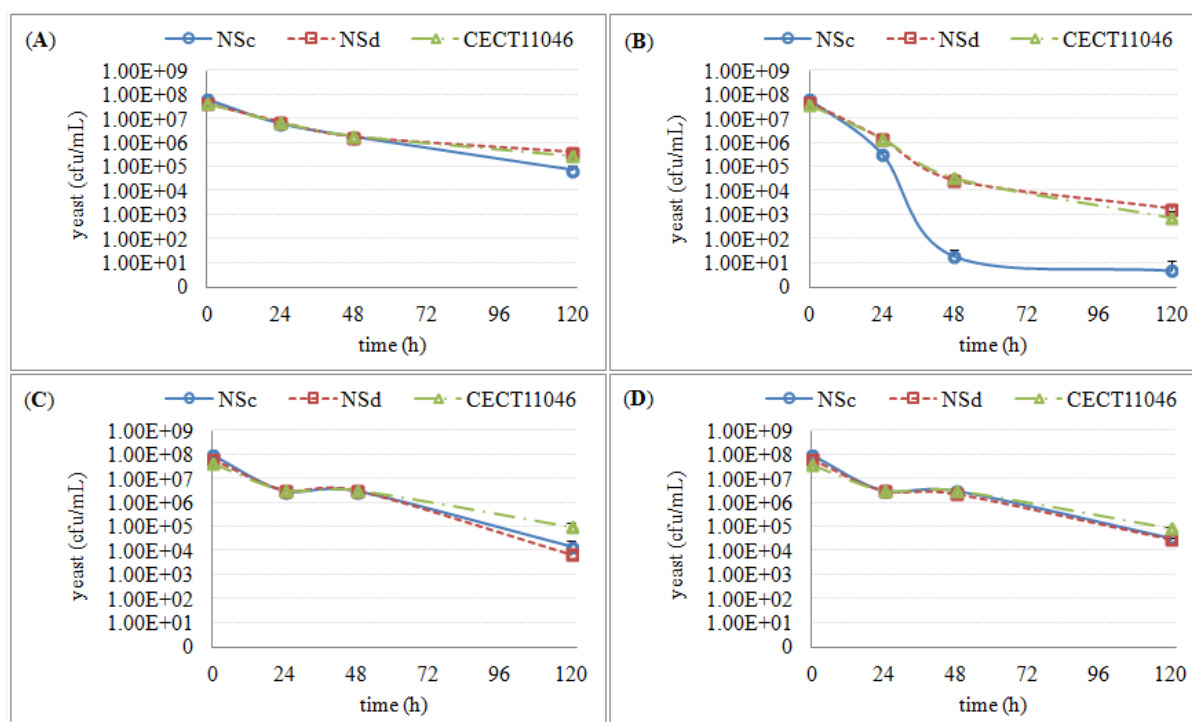 (A) NSc NSd CECT11046
yeast (cfu/mL)
1.00E+09
1.00E+08
1.00E+07
1.00E+06
1.00E+05
1.00E+04
1.00E+03
1.00E+02
1.00E+01
0
0 24 48 72 96 120
time (h)
(B) NSc NSd CECT11046
yeast (cfu/mL)
1.00E+09
1.00E+08
1.00E+07
1.00E+06
1.00E+05
1.00E+04
1.00E+03
1.00E+02
1.00E+01
0
0 24 48 72 96 120
time (h)
(C) NSc NSd CECT11046
yeast (cfu/mL)
1.00E+09
1.00E+08
1.00E+07
1.00E+06
1.00E+05
1.00E+04
1.00E+03
1.00E+02
1.00E+01
0
0 24 48 72 96 120
time (h)
(D) NSc NSd CECT11046
yeast (cfu/mL)
1.00E+09
1.00E+08
1.00E+07
1.00E+06
1.00E+05
1.00E+04
1.00E+03
1.00E+02
1.00E+01
0
0 24 48 72 96 120
time (h)